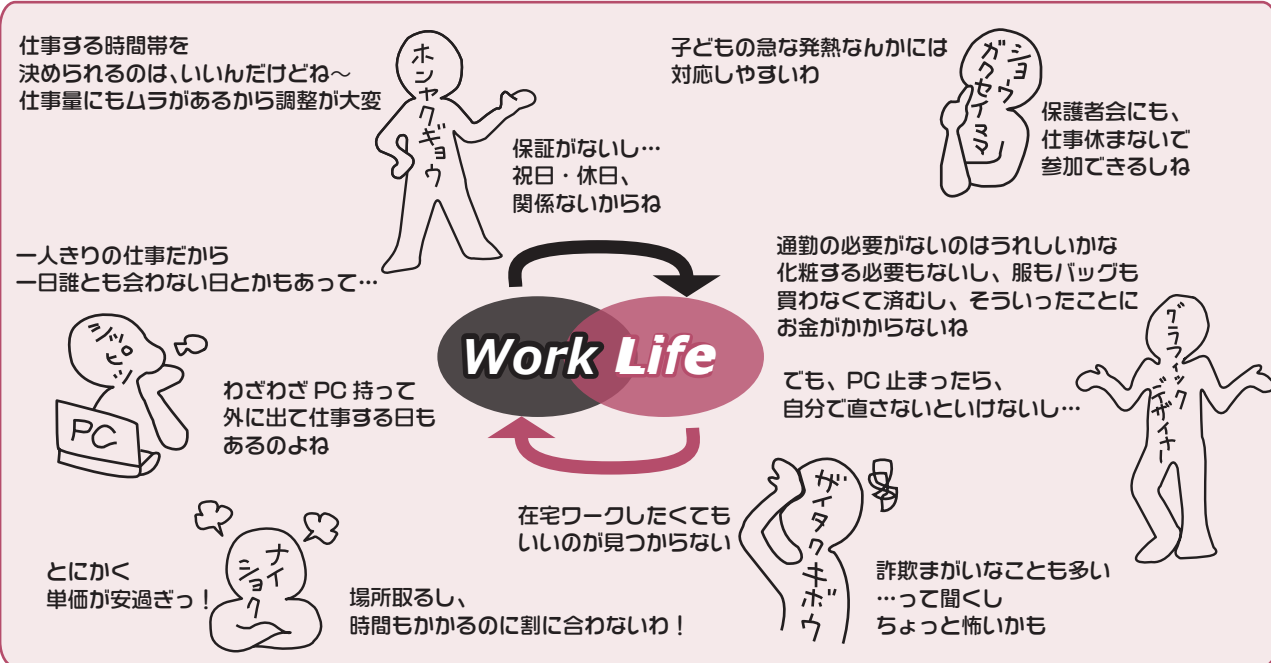 仕事する時間帯を
決められるのは、いいんだけどね〜
仕事量にもムラがあるから調整が大変
ホンヤクギョウ
保証がないし…
祝日・休日、
関係ないからね
子どもの急な発熱なんかには
対応しやすいわ
ショウ
ガクセイママ
保護者会にも、
仕事休まないで
参加できるしね
一人きりの仕事だから
一日誰とも会わない日とかもあって…
PC
わざわざ PC 持って
外に出て仕事する日も
あるのよね
Work Life
通勤の必要がないのはうれしいかな
化粧する必要もないし、服もバッグも
買わなくて済むし、そういったことに
お金がかからないね
でも、PC 止まったら、
自分で直さないといけないし…
グラフィック
デザイナー
とにかく
単価が安過ぎっ！
ナイ
ショク
場所取るし、
時間もかかるのに割に合わないわ！
在宅ワークしたくても
いいのが見つからない
ザイタクキボウ
詐欺まがいなことも多い
…って聞くし
ちょっと怖いかも